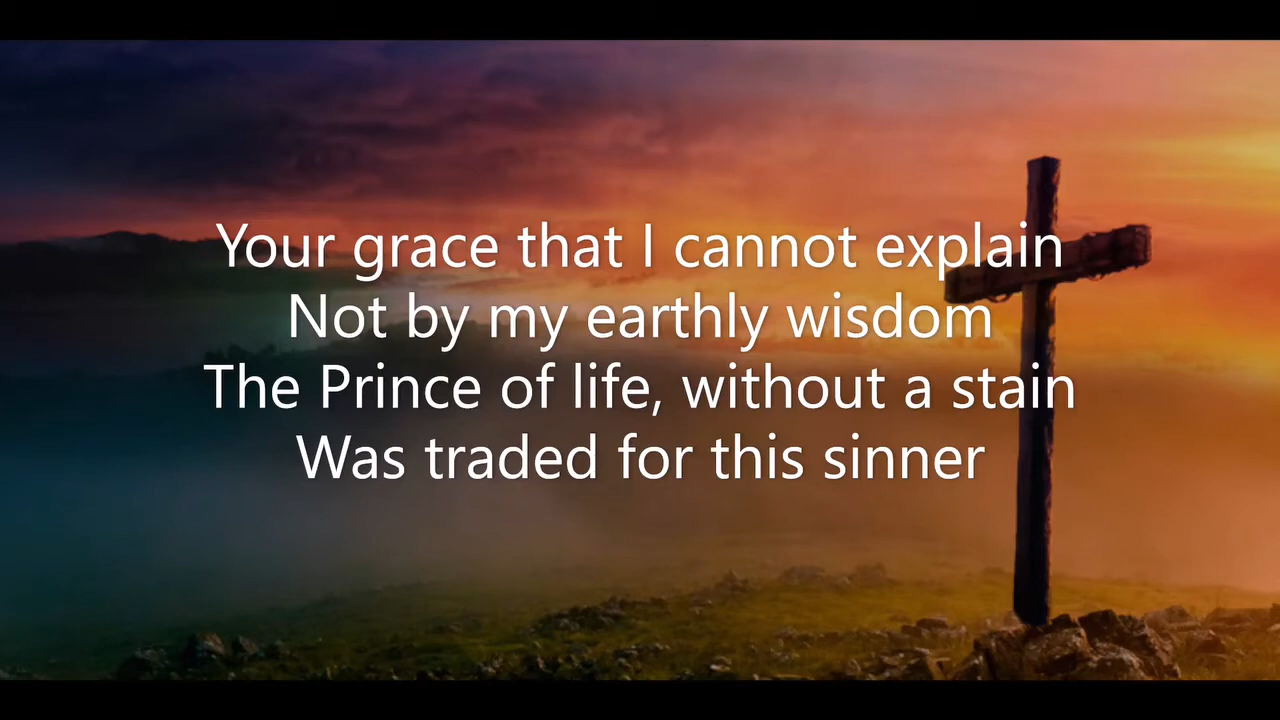 Your grace that I cannot explain
Not by my earthly wisdom
The Prince of life, without a stain
Was traded for this sinner